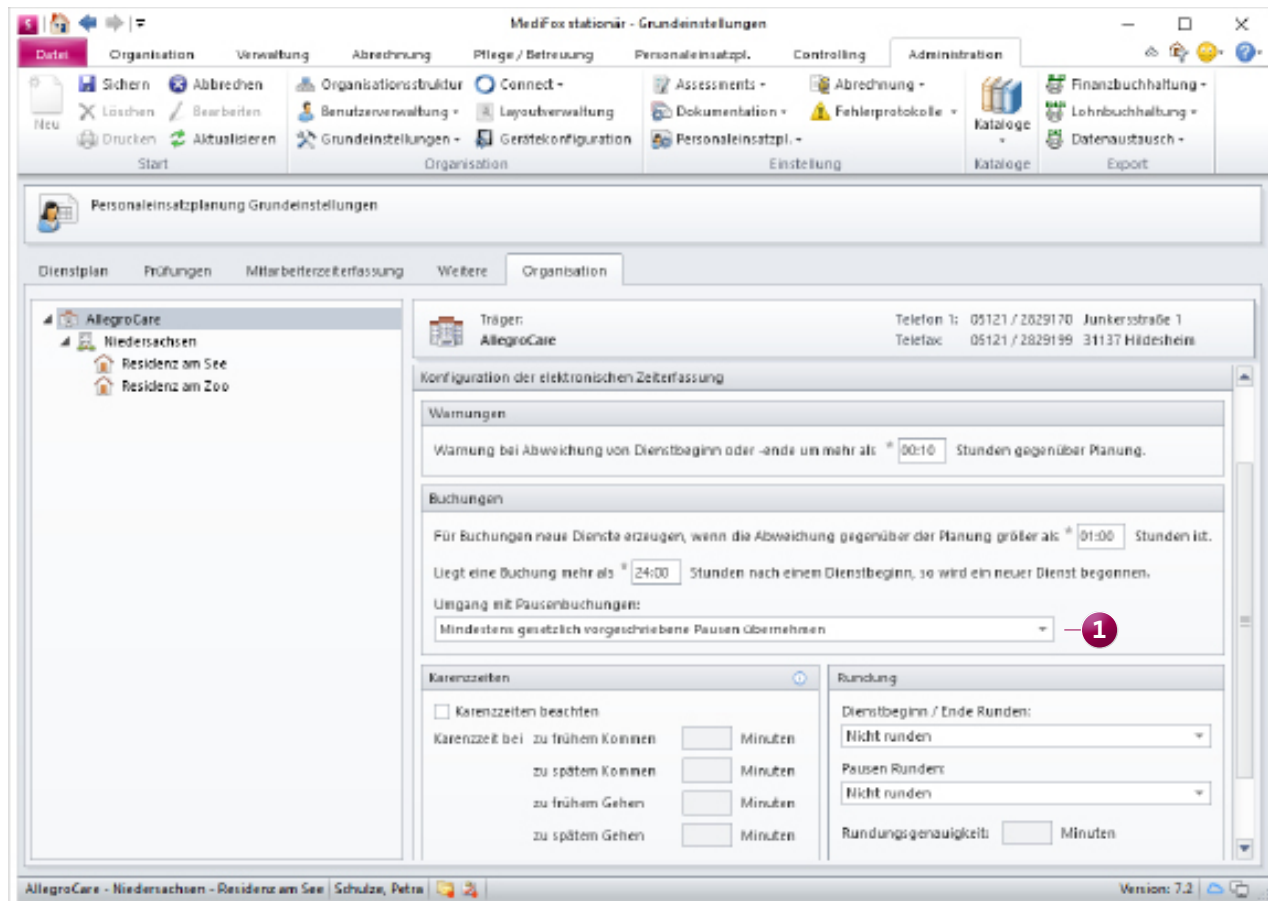 MediFox stationär - Grundeinstellungen
Datei Organisation Verwaltung Abrechnung Pflege / Betreuung Personaleinsatzpl. Controlling Administration
Neu
Sichern Abbrechen
Löschen Bearbeiten
Drucken Aktualisieren
Start
Organisationsstruktur Connect
Benutzerverwaltung Layoutverwaltung
Grundeinstellungen Gerätekonfiguration
Organisation
Assessments Abrechnung
Dokumentation Fehlerprotokolle
Personaleinsatzpl.
Einstellung
Kataloge
Kataloge
Finanzbuchhaltung
Lohnbuchhaltung
Datenaustausch
Export
Personaleinsatzplanung Grundeinstellungen
Dienstplan Prüfungen Mitarbeiterzeiterfassung Weitere Organisation
AllegroCare
Niedersachsen
Residenz am See
Residenz am Zoo
Träger: Telefon 1: 05121 / 2829170 Junkersstraße 1
AllegroCare Telefax: 05121 / 2829199 31137 Hildesheim
Konfiguration der elektronischen Zeiterfassung
Warnungen
Warnung bei Abweichung von Dienstbeginn oder -ende um mehr als * 00:10 Stunden gegenüber Planung.
Buchungen
Für Buchungen neue Dienste erzeugen, wenn die Abweichung gegenüber der Planung größer als * 01:00 Stunden ist.
Liegt eine Buchung mehr als * 24:00 Stunden nach einem Dienstbeginn, so wird ein neuer Dienst begonnen.
Umgang mit Pausenbuchungen:
Mindestens gesetzlich vorgeschriebene Pausen übernehmen
1
Karenzzeiten
Karenzzeiten beachten
Karenzzeit bei zu frühem Kommen Minuten
zu spätem Kommen Minuten
zu frühem Gehen Minuten
zu spätem Gehen Minuten
Rundung
Dienstbeginn / Ende Runden:
Nicht runden
Pausen Runden:
Nicht runden
Rundungsgenauigkeit: Minuten
AllegroCare - Niedersachsen - Residenz am See Schulze, Petra Version: 7.2